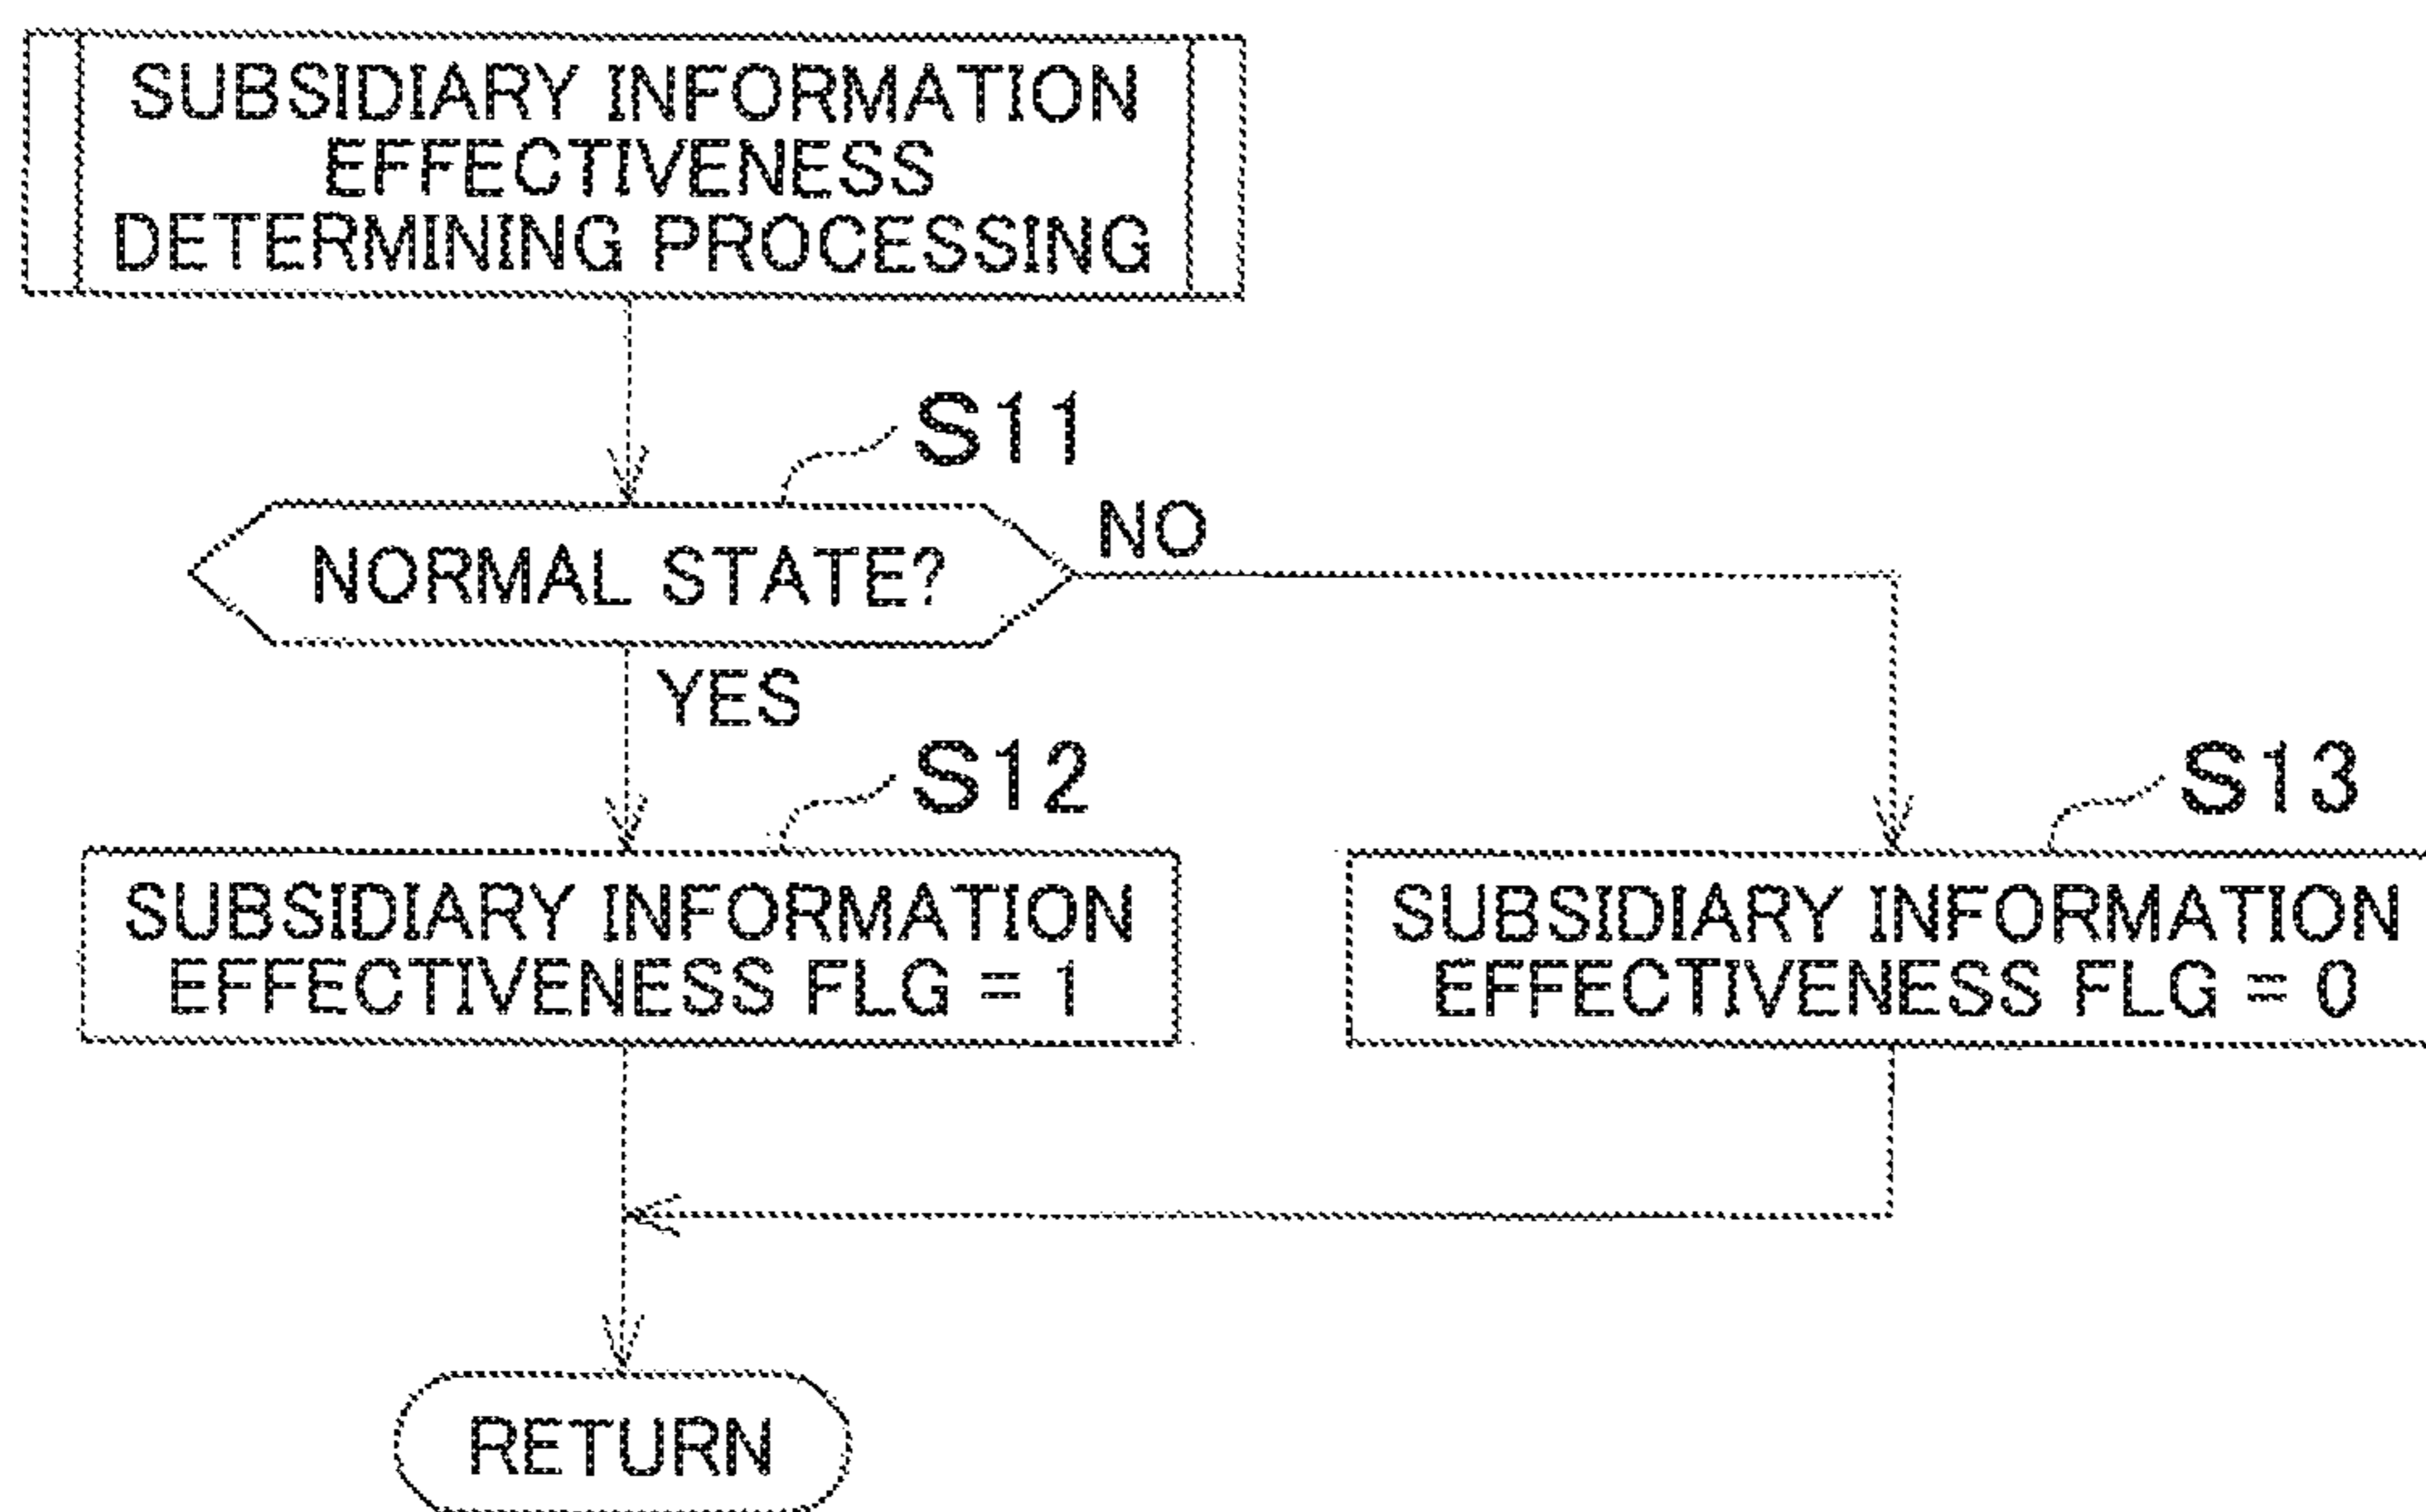 SUBSIDIARY INFORMATION
EFFECTIVENESS
DETERMINING PROCESSING
S11
NORMAL STATE?
NO
YES
S12
SUBSIDIARY INFORMATION
EFFECTIVENESS FLG = 1
S13
SUBSIDIARY INFORMATION
EFFECTIVENESS FLG = 0
RETURN